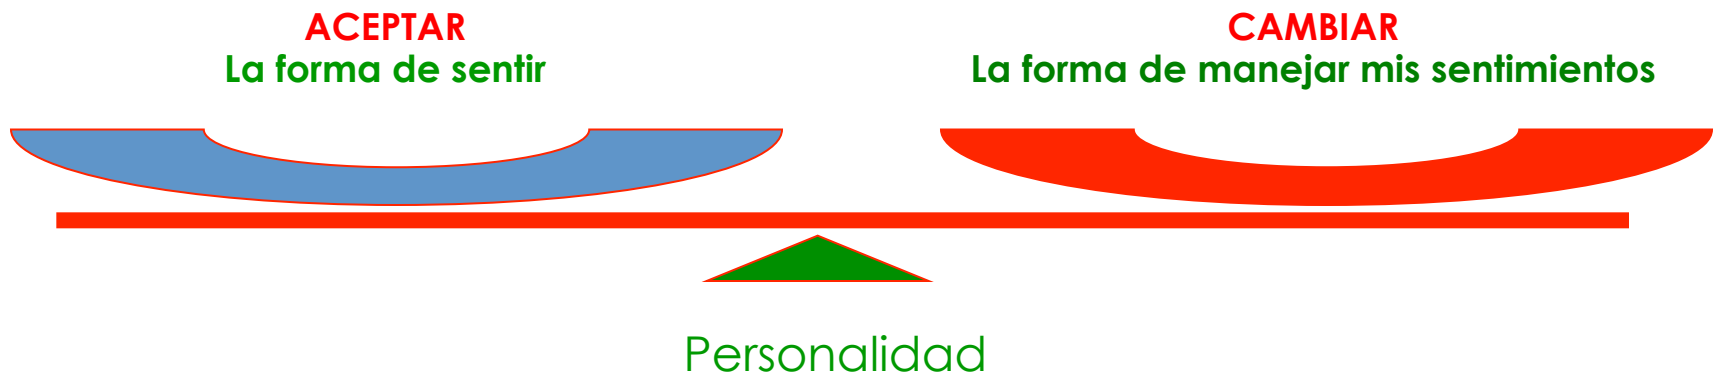 ACEPTAR
La forma de sentir
CAMBIAR
La forma de manejar mis sentimientos
Personalidad